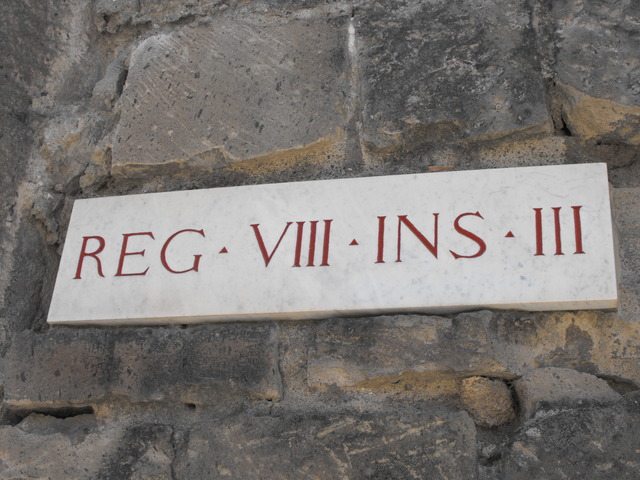 REG · VIII · INS · III